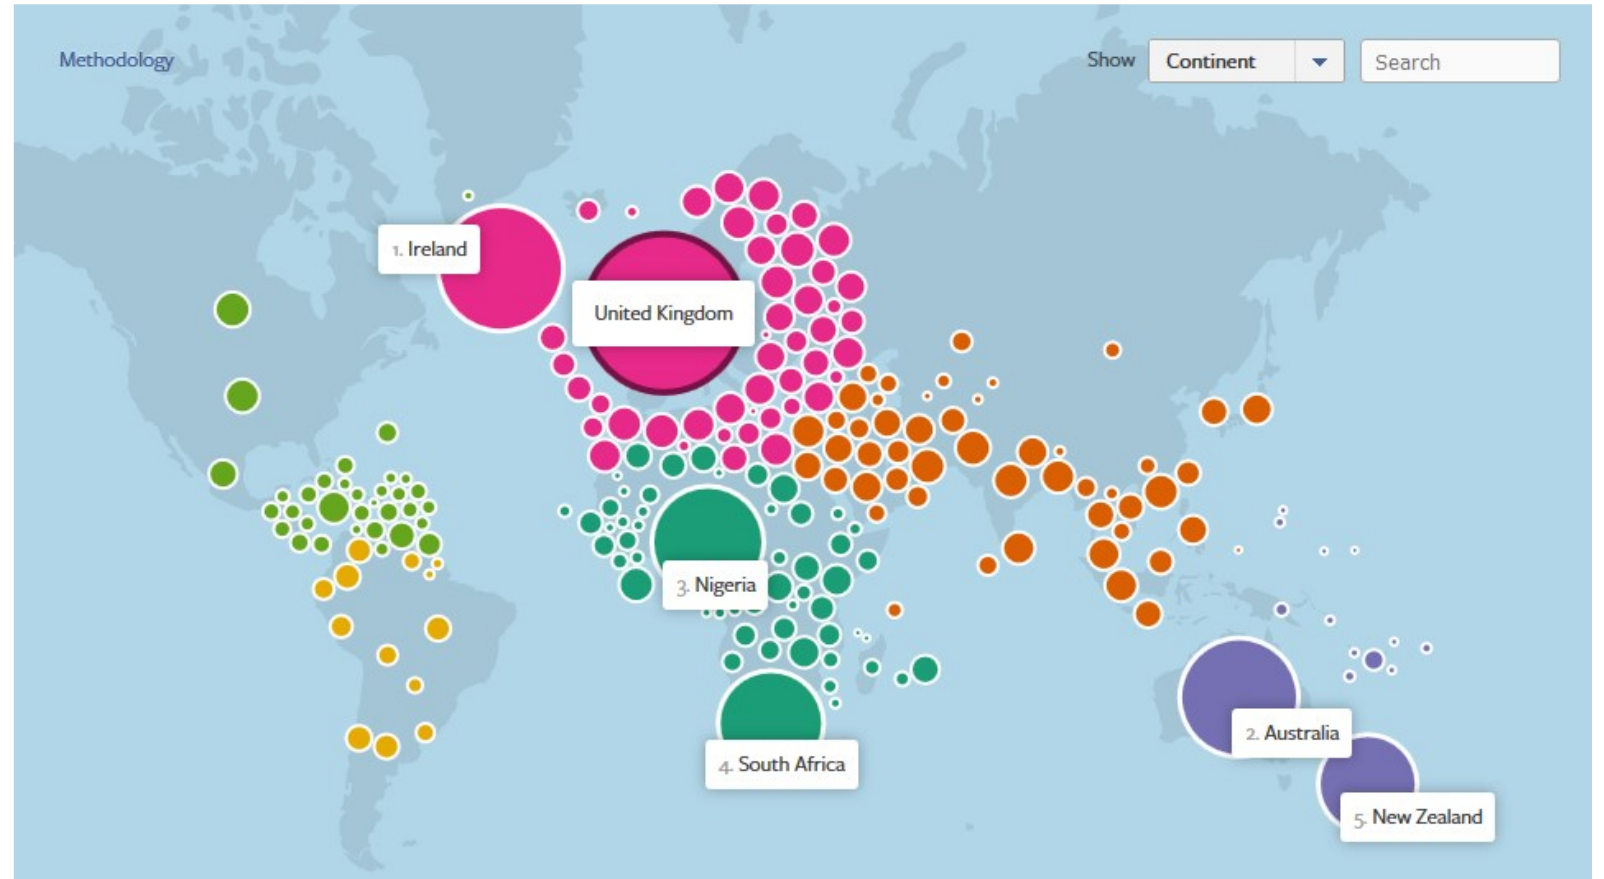 Methodology
Show
Continent
Search
1. Ireland
United Kingdom
3. Nigeria
4. South Africa
2. Australia
5. New Zealand